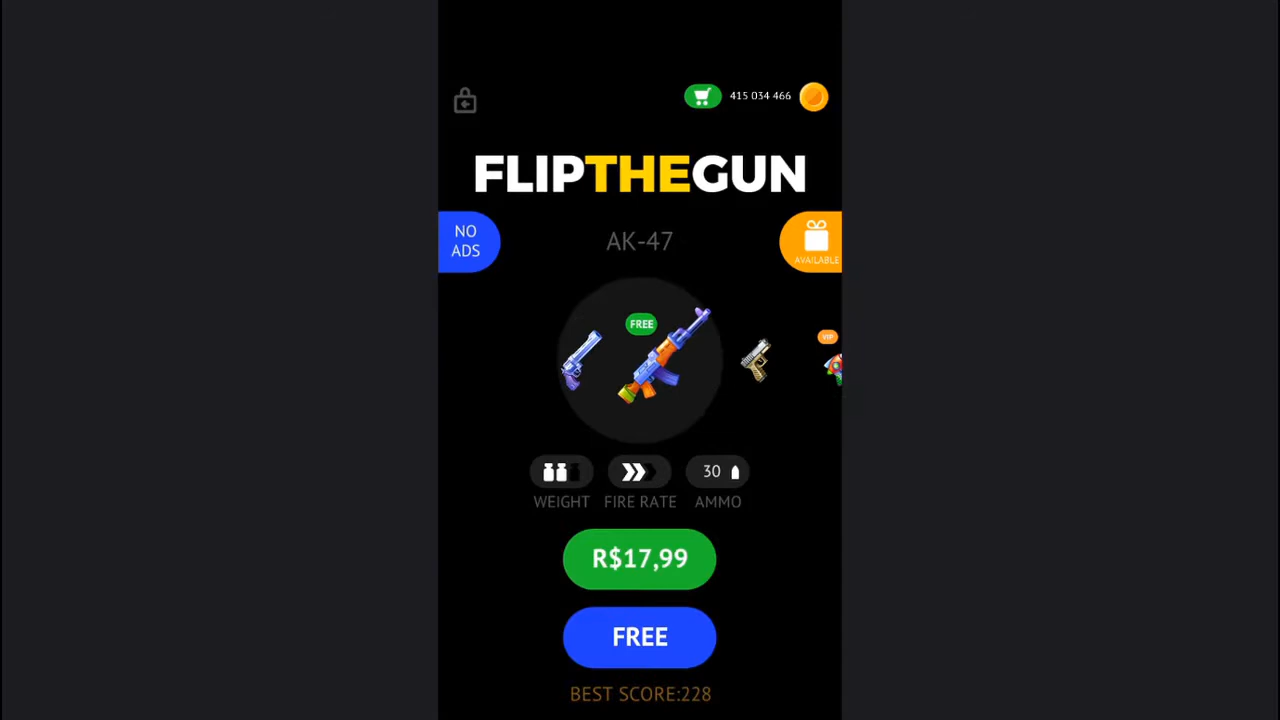 415 034 466
FLIPTHEGUN
NO
ADS
AK-47
AVAILABLE
FREE
VIP
30
WEIGHT
FIRE RATE
AMMO
R$17,99
FREE
BEST SCORE:228